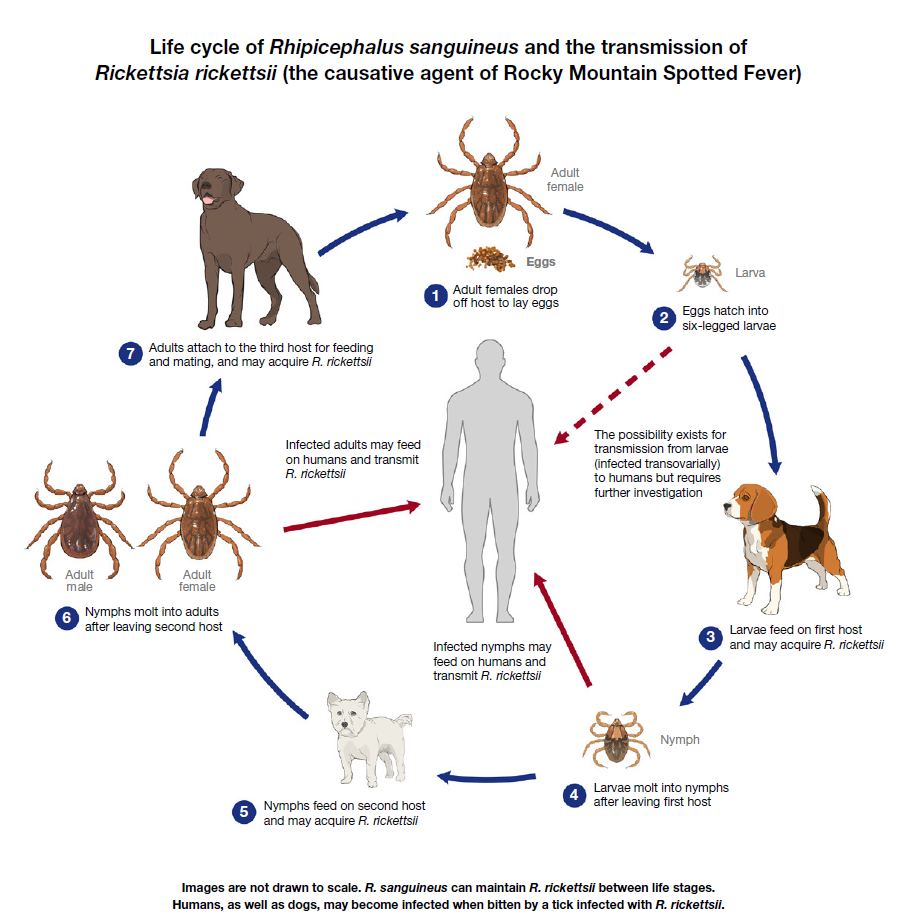 Life cycle of Rhipicephalus sanguineus and the transmission of
Rickettsia rickettsii (the causative agent of Rocky Mountain Spotted Fever)
Adult
female
Eggs
1 Adult females drop
off host to lay eggs
Larva
2 Eggs hatch into
six-legged larvae
7 Adults attach to the third host for feeding
and mating, and may acquire R. rickettsii
Infected adults may feed
on humans and transmit
R. rickettsii
The possibility exists for
transmission from larvae
(infected transovarially)
to humans but requires
further investigation
Adult
male
Adult
female
6 Nymphs molt into adults
after leaving second host
3 Larvae feed on first host
and may acquire R. rickettsii
Infected nymphs may
feed on humans and
transmit R. rickettsii
Nymph
4 Larvae molt into nymphs
after leaving first host
5 Nymphs feed on second host
and may acquire R. rickettsii
Images are not drawn to scale. R. sanguineus can maintain R. rickettsii between life stages.
Humans, as well as dogs, may become infected when bitten by a tick infected with R. rickettsii.